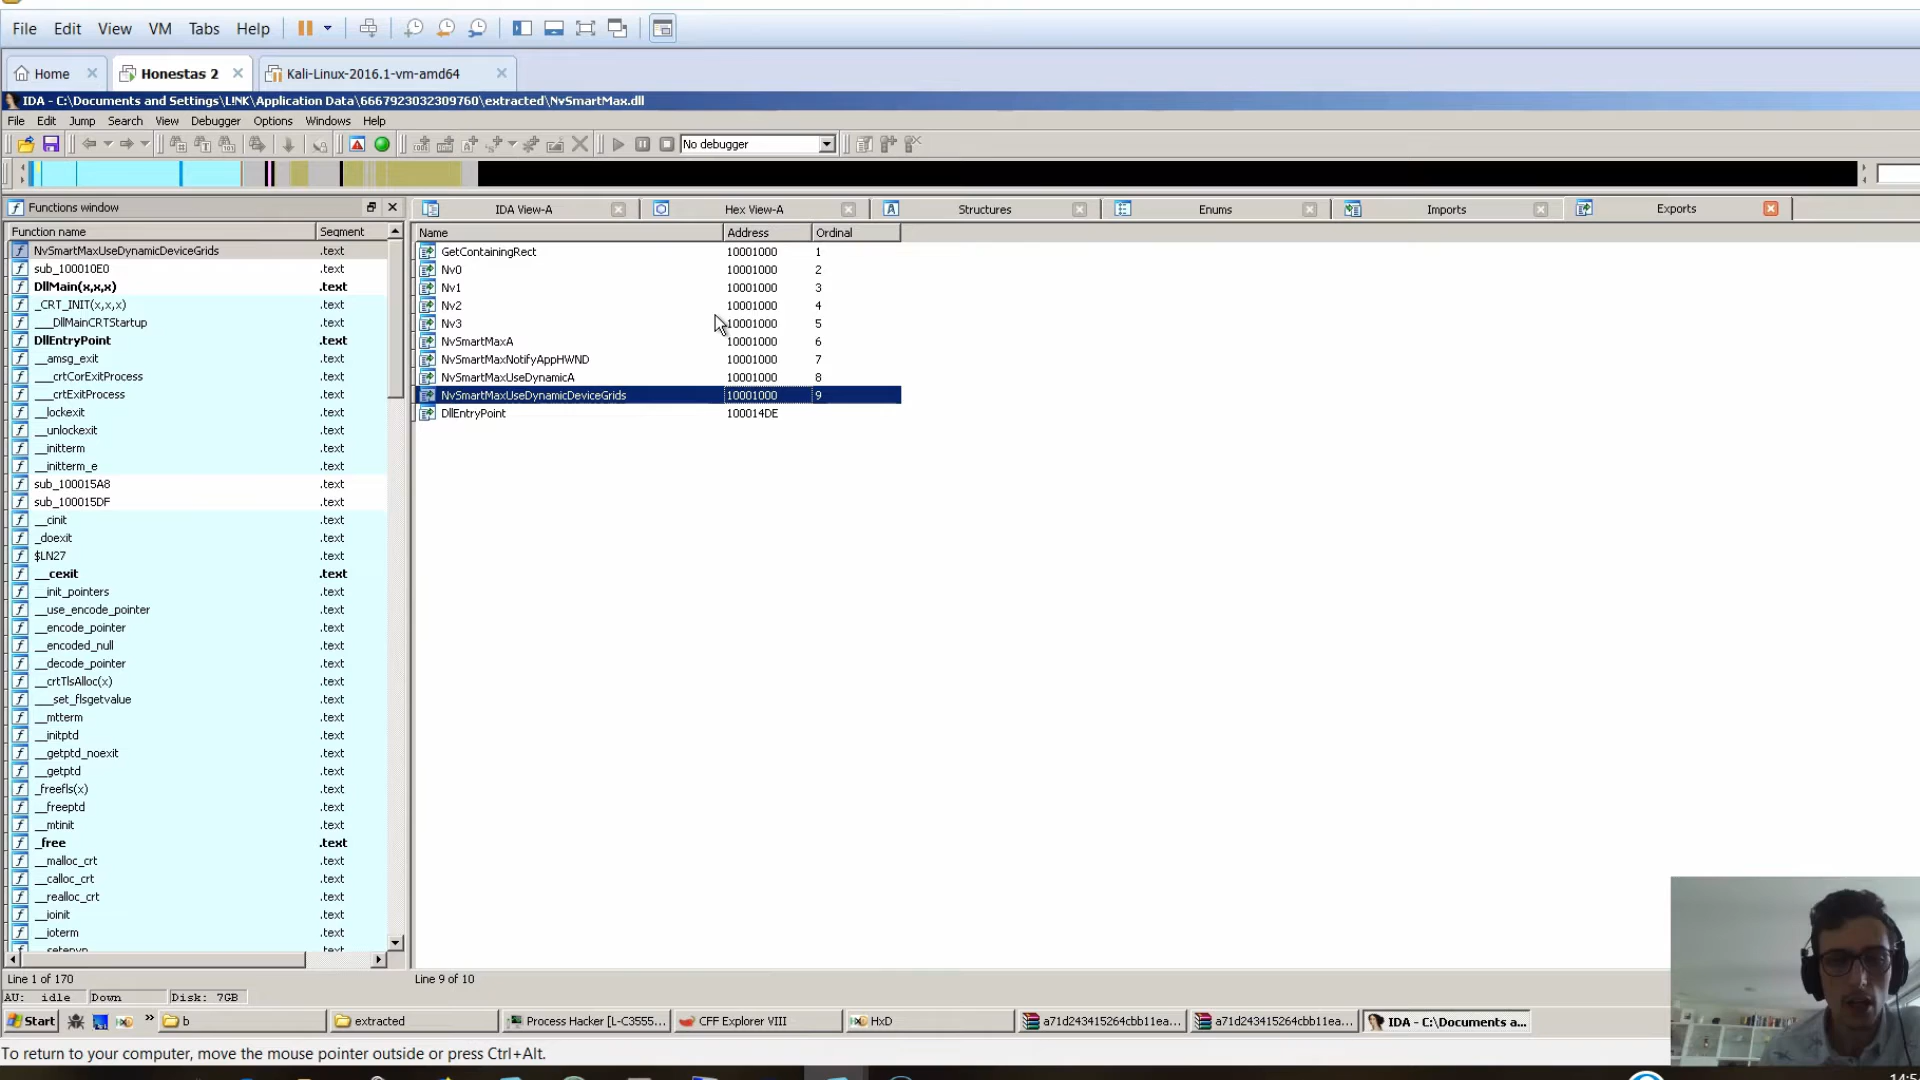 File Edit View VM Tabs Help
Home Honestas 2 Kali-Linux-2016.1-vm-amd64
IDA - C:\Documents and Settings\L!NK\Application Data\6667923032309760\extracted\NvSmartMax.dll
File Edit Jump Search View Debugger Options Windows Help
No debugger
Functions window IDA View-A Hex View-A Structures Enums Imports Exports
Function name Segment Name Address Ordinal
NvSmartMaxUseDynamicDeviceGrids .text GetContainingRect 10001000 1
sub_100010E0 .text Nv0 10001000 2
DllMain(x,x,x) .text Nv1 10001000 3
_CRT_INIT(x,x,x) .text Nv2 10001000 4
___DllMainCRTStartup .text Nv3 10001000 5
DllEntryPoint .text NvSmartMaxA 10001000 6
__amsg_exit .text NvSmartMaxNotifyAppHWND 10001000 7
___crtCorExitProcess .text NvSmartMaxUseDynamicA 10001000 8
___crtExitProcess .text NvSmartMaxUseDynamicDeviceGrids 10001000 9
__lockexit .text DllEntryPoint 100014DE
__unlockexit .text
__initterm .text
__initterm_e .text
sub_100015A8 .text
sub_100015DF .text
__cinit .text
_doexit .text
$LN27 .text
__cexit .text
__init_pointers .text
__use_encode_pointer .text
__encode_pointer .text
__encoded_null .text
__decode_pointer .text
__crtTlsAlloc(x) .text
___set_flsgetvalue .text
__mtterm .text
__initptd .text
__getptd_noexit .text
__getptd .text
_freefls(x) .text
__freeptd .text
__mtinit .text
_free .text
__malloc_crt .text
__calloc_crt .text
__realloc_crt .text
__ioinit .text
__ioterm .text
__setenvp .text
Line 1 of 170 Line 9 of 10
AU: idle Down Disk: 7GB
Start » b extracted Process Hacker [L-C3555... CFF Explorer VIII HxD a71d243415264cbb11ea... a71d243415264cbb11ea... IDA - C:\Documents a...
To return to your computer, move the mouse pointer outside or press Ctrl+Alt.